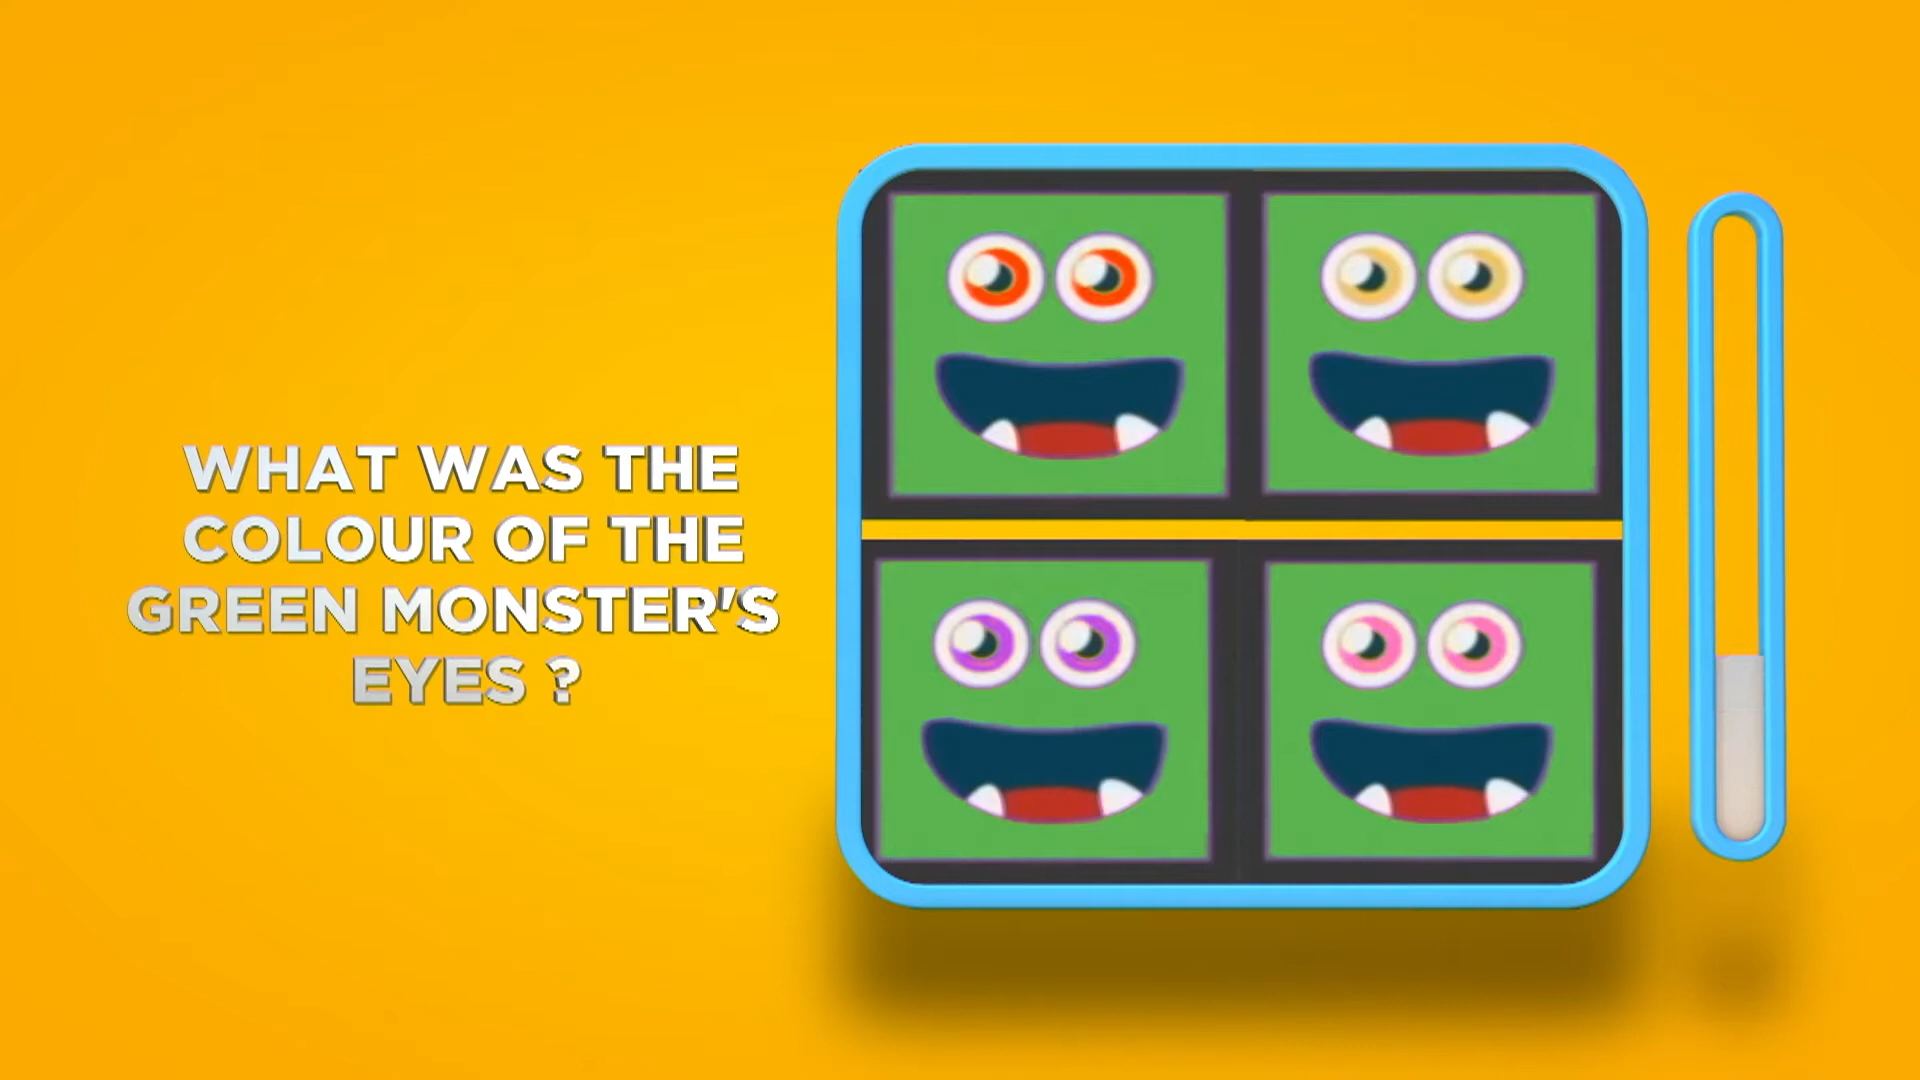 WHAT WAS THE
COLOUR OF THE
GREEN MONSTER'S
EYES ?